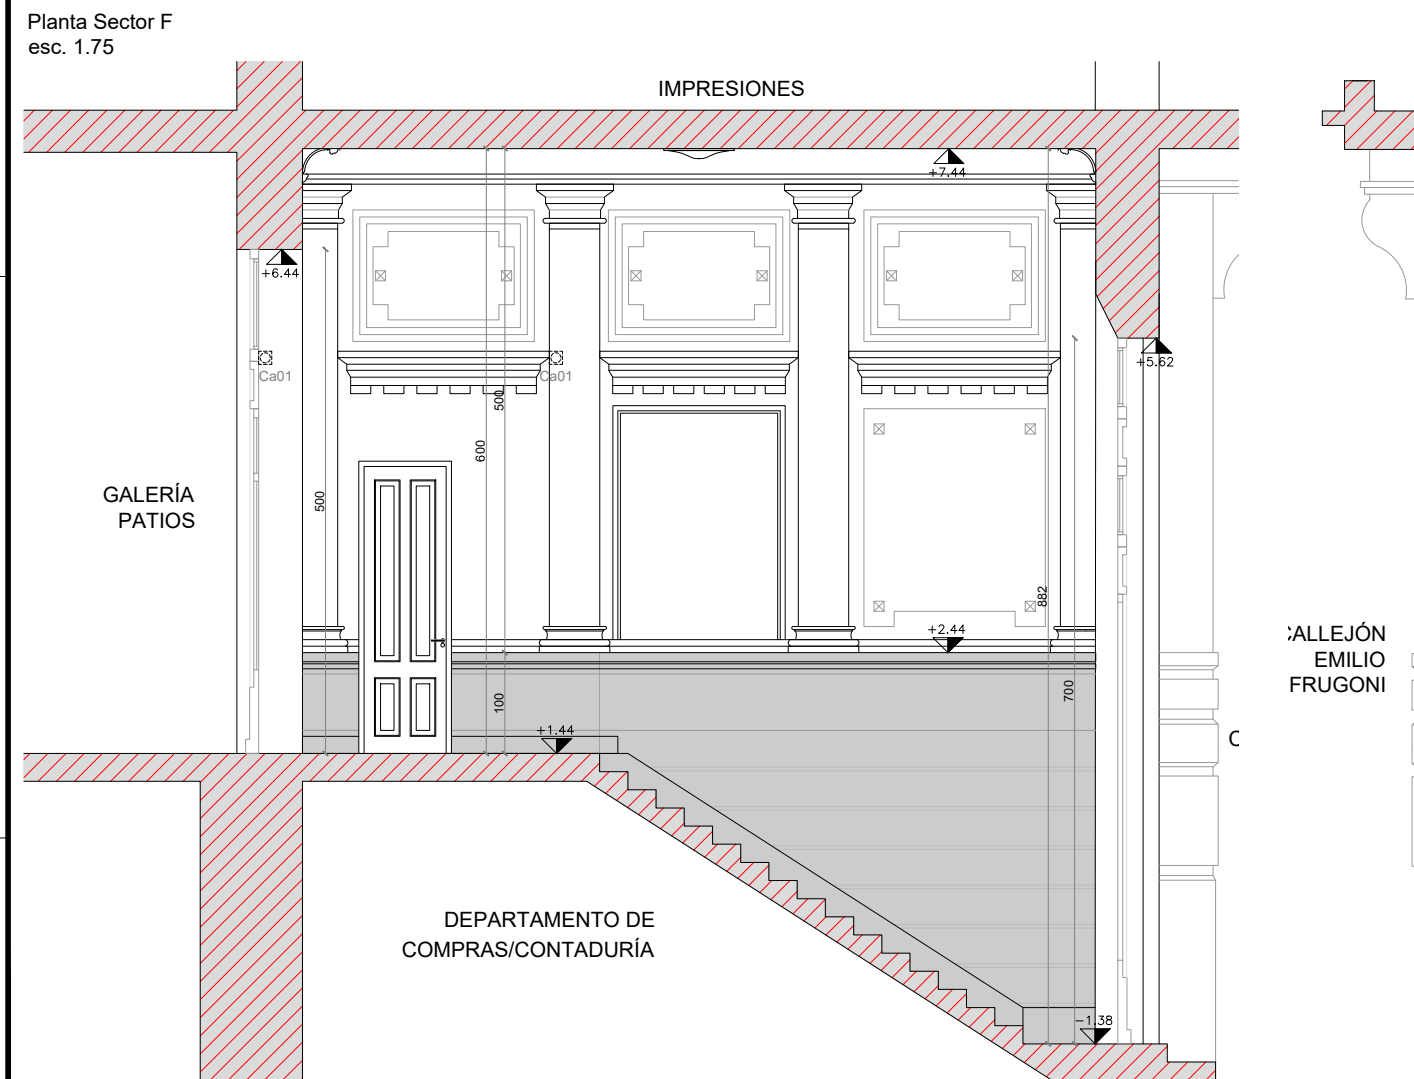 Planta Sector F
esc. 1.75
IMPRESIONES
+7.44
+6.44
+5.62
Ca01
Ca01
500
600
500
GALERÍA
PATIOS
882
+2.44
CALLEJÓN
EMILIO
FRUGONI
700
100
+1.44
C
DEPARTAMENTO DE
COMPRAS/CONTADURÍA
-1.38